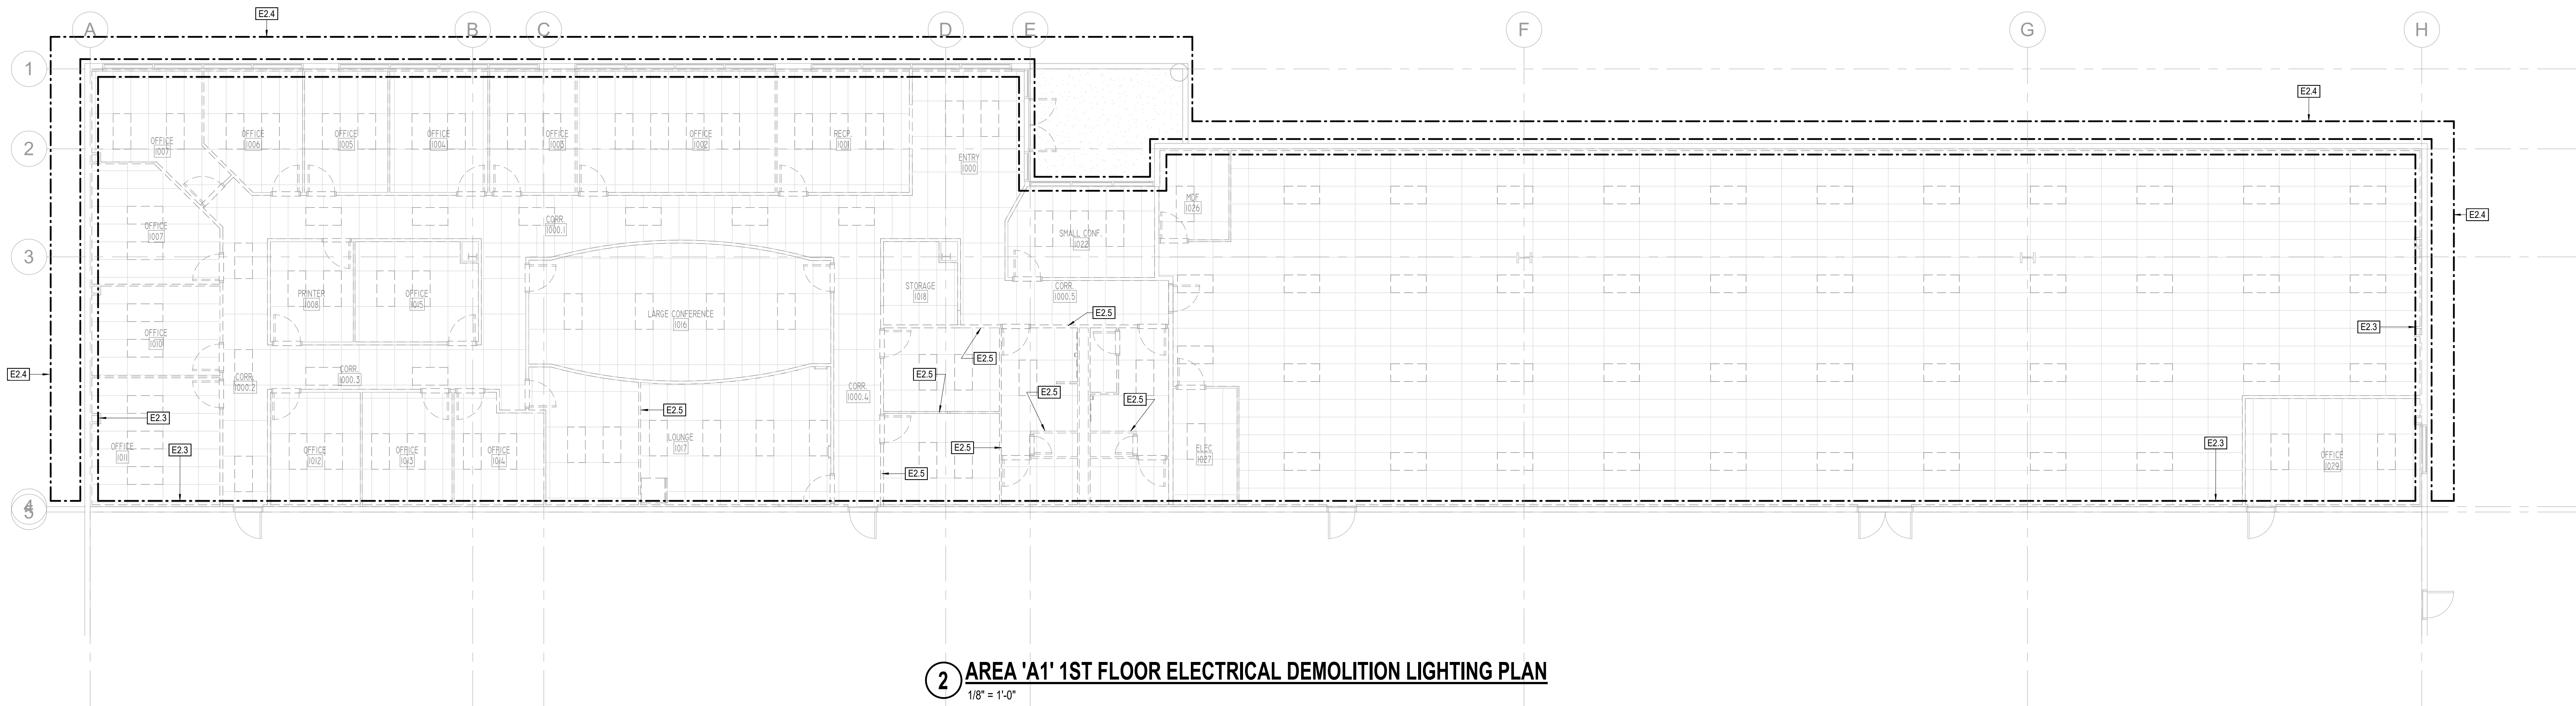 E2.4
A
B
C
D
E
F
G
H
1
E2.4
OFFICE
1007
OFFICE
1006
OFFICE
1005
OFFICE
1004
OFFICE
1003
OFFICE
1002
RECP.
1001
2
ENTRY
1000
MDF
1026
E2.4
OFFICE
1007
CORR.
1000.1
SMALL CONF.
1022
3
PRINTER
1008
OFFICE
1015
STORAGE
1018
CORR.
1000.5
LARGE CONFERENCE
1016
E2.5
E2.3
OFFICE
1010
E2.5
E2.4
CORR.
1000.2
CORR.
1000.3
E2.5
CORR.
1000.4
E2.5
E2.5
E2.3
E2.5
OFFICE
1011
E2.3
OFFICE
1012
OFFICE
1013
OFFICE
1014
LOUNGE
1017
E2.5
ELEC.
1027
E2.3
OFFICE
1029
E2.5
4
5
2
AREA 'A1' 1ST FLOOR ELECTRICAL DEMOLITION LIGHTING PLAN
1/8" = 1'-0"